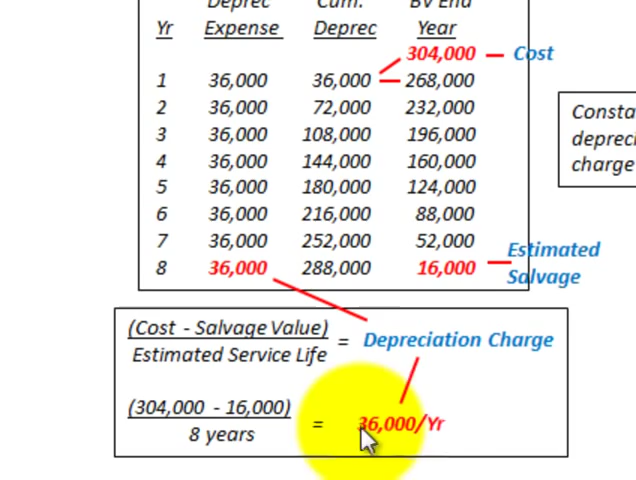 Deprec Cum. BV End
Yr Expense Deprec Year
304,000 Cost
1 36,000 36,000 268,000
2 36,000 72,000 232,000
3 36,000 108,000 196,000
4 36,000 144,000 160,000
5 36,000 180,000 124,000
6 36,000 216,000 88,000
7 36,000 252,000 52,000
8 36,000 288,000 16,000
Estimated
Salvage
Consta
depreci
charge
(Cost - Salvage Value)
Estimated Service Life
= Depreciation Charge
(304,000 - 16,000)
8 years
= 36,000/Yr